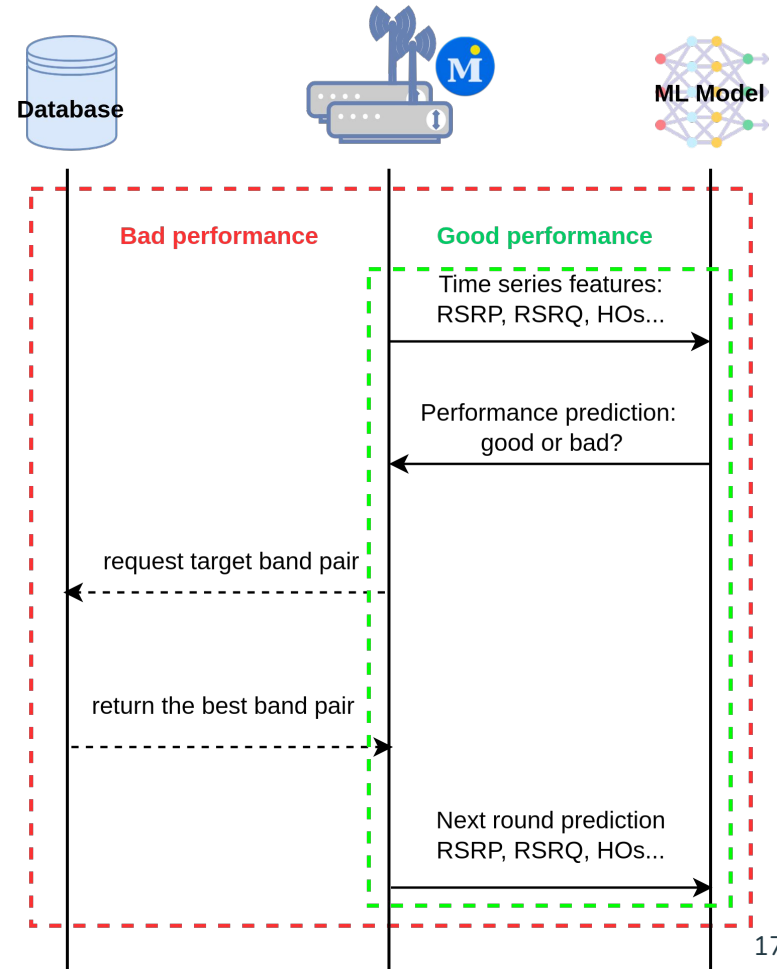 Database
M
ML Model
Bad performance
Good performance
Time series features:
RSRP, RSRQ, HOs...
Performance prediction:
good or bad?
request target band pair
return the best band pair
Next round prediction
RSRP, RSRQ, HOs...
17